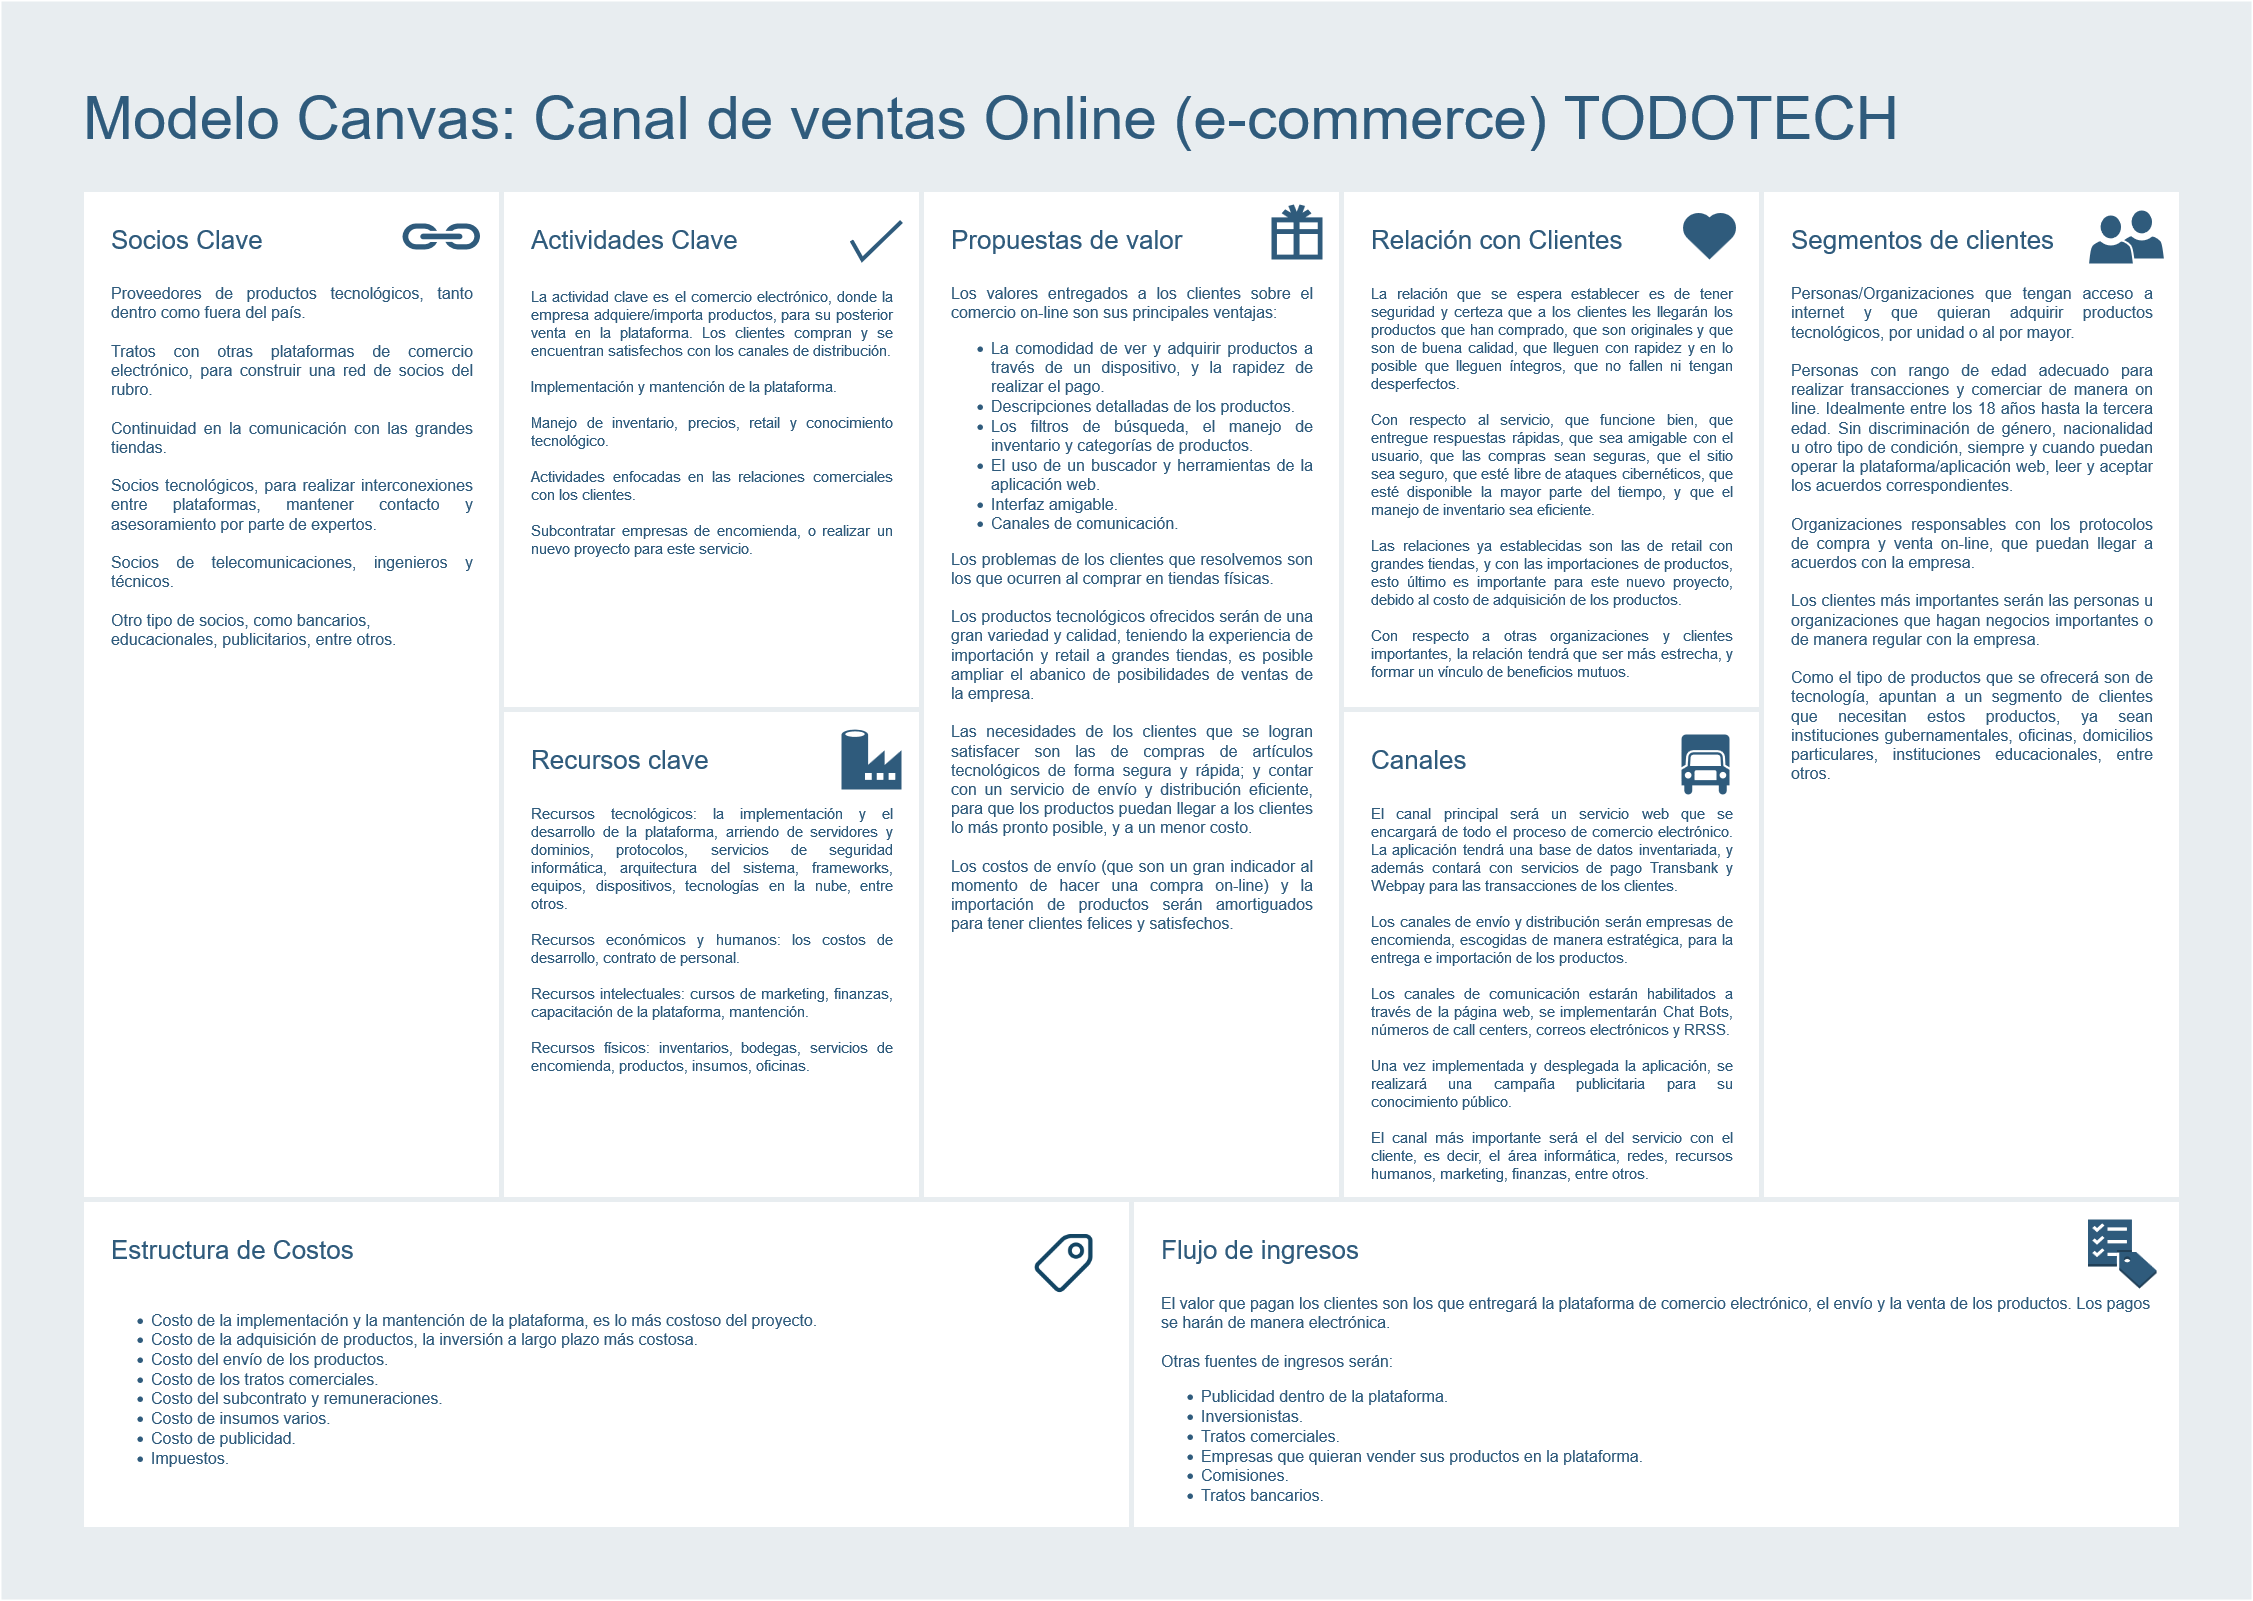 Modelo Canvas: Canal de ventas Online (e-commerce) TODOTECH
Socios Clave
Proveedores de productos tecnológicos, tanto
dentro como fuera del país.
Tratos con otras plataformas de comercio
electrónico, para construir una red de socios del
rubro.
Continuidad en la comunicación con las grandes
tiendas.
Socios tecnológicos, para realizar interconexiones
entre plataformas, mantener contacto y
asesoramiento por parte de expertos.
Socios de telecomunicaciones, ingenieros y
técnicos.
Otro tipo de socios, como bancarios,
educacionales, publicitarios, entre otros.
Actividades Clave
La actividad clave es el comercio electrónico, donde la
empresa adquiere/importa productos, para su posterior
venta en la plataforma. Los clientes compran y se
encuentran satisfechos con los canales de distribución.
Implementación y mantención de la plataforma.
Manejo de inventario, precios, retail y conocimiento
tecnológico.
Actividades enfocadas en las relaciones comerciales
con los clientes.
Subcontratar empresas de encomienda, o realizar un
nuevo proyecto para este servicio.
Recursos clave
Recursos tecnológicos: la implementación y el
desarrollo de la plataforma, arriendo de servidores y
dominios, protocolos, servicios de seguridad
informática, arquitectura del sistema, frameworks,
equipos, dispositivos, tecnologías en la nube, entre
otros.
Recursos económicos y humanos: los costos de
desarrollo, contrato de personal.
Recursos intelectuales: cursos de marketing, finanzas,
capacitación de la plataforma, mantención.
Recursos físicos: inventarios, bodegas, servicios de
encomienda, productos, insumos, oficinas.
Propuestas de valor
Los valores entregados a los clientes sobre el
comercio on-line son sus principales ventajas:
• La comodidad de ver y adquirir productos a
través de un dispositivo, y la rapidez de
realizar el pago.
• Descripciones detalladas de los productos.
• Los filtros de búsqueda, el manejo de
inventario y categorías de productos.
• El uso de un buscador y herramientas de la
aplicación web.
• Interfaz amigable.
• Canales de comunicación.
Los problemas de los clientes que resolvemos son
los que ocurren al comprar en tiendas físicas.
Los productos tecnológicos ofrecidos serán de una
gran variedad y calidad, teniendo la experiencia de
importación y retail a grandes tiendas, es posible
ampliar el abanico de posibilidades de ventas de
la empresa.
Las necesidades de los clientes que se logran
satisfacer son las de compras de artículos
tecnológicos de forma segura y rápida; y contar
con un servicio de envío y distribución eficiente,
para que los productos puedan llegar a los clientes
lo más pronto posible, y a un menor costo.
Los costos de envío (que son un gran indicador al
momento de hacer una compra on-line) y la
importación de productos serán amortiguados
para tener clientes felices y satisfechos.
Relación con Clientes
La relación que se espera establecer es de tener
seguridad y certeza que a los clientes les llegarán los
productos que han comprado, que son originales y que
son de buena calidad, que lleguen con rapidez y en lo
posible que lleguen íntegros, que no fallen ni tengan
desperfectos.
Con respecto al servicio, que funcione bien, que
entregue respuestas rápidas, que sea amigable con el
usuario, que las compras sean seguras, que el sitio
sea seguro, que esté libre de ataques cibernéticos, que
esté disponible la mayor parte del tiempo, y que el
manejo de inventario sea eficiente.
Las relaciones ya establecidas son las de retail con
grandes tiendas, y con las importaciones de productos,
esto último es importante para este nuevo proyecto,
debido al costo de adquisición de los productos.
Con respecto a otras organizaciones y clientes
importantes, la relación tendrá que ser más estrecha, y
formar un vínculo de beneficios mutuos.
Canales
El canal principal será un servicio web que se
encargará de todo el proceso de comercio electrónico.
La aplicación tendrá una base de datos inventariada, y
además contará con servicios de pago Transbank y
Webpay para las transacciones de los clientes.
Los canales de envío y distribución serán empresas de
encomienda, escogidas de manera estratégica, para la
entrega e importación de los productos.
Los canales de comunicación estarán habilitados a
través de la página web, se implementarán Chat Bots,
números de call centers, correos electrónicos y RRSS.
Una vez implementada y desplegada la aplicación, se
realizará una campaña publicitaria para su
conocimiento público.
El canal más importante será el del servicio con el
cliente, es decir, el área informática, redes, recursos
humanos, marketing, finanzas, entre otros.
Segmentos de clientes
Personas/Organizaciones que tengan acceso a
internet y que quieran adquirir productos
tecnológicos, por unidad o al por mayor.
Personas con rango de edad adecuado para
realizar transacciones y comerciar de manera on
line. Idealmente entre los 18 años hasta la tercera
edad. Sin discriminación de género, nacionalidad
u otro tipo de condición, siempre y cuando puedan
operar la plataforma/aplicación web, leer y aceptar
los acuerdos correspondientes.
Organizaciones responsables con los protocolos
de compra y venta on-line, que puedan llegar a
acuerdos con la empresa.
Los clientes más importantes serán las personas u
organizaciones que hagan negocios importantes o
de manera regular con la empresa.
Como el tipo de productos que se ofrecerá son de
tecnología, apuntan a un segmento de clientes
que necesitan estos productos, ya sean
instituciones gubernamentales, oficinas, domicilios
particulares, instituciones educacionales, entre
otros.
Estructura de Costos
• Costo de la implementación y la mantención de la plataforma, es lo más costoso del proyecto.
• Costo de la adquisición de productos, la inversión a largo plazo más costosa.
• Costo del envío de los productos.
• Costo de los tratos comerciales.
• Costo del subcontrato y remuneraciones.
• Costo de insumos varios.
• Costo de publicidad.
• Impuestos.
Flujo de ingresos
El valor que pagan los clientes son los que entregará la plataforma de comercio electrónico, el envío y la venta de los productos. Los pagos
se harán de manera electrónica.
Otras fuentes de ingresos serán:
• Publicidad dentro de la plataforma.
• Inversionistas.
• Tratos comerciales.
• Empresas que quieran vender sus productos en la plataforma.
• Comisiones.
• Tratos bancarios.